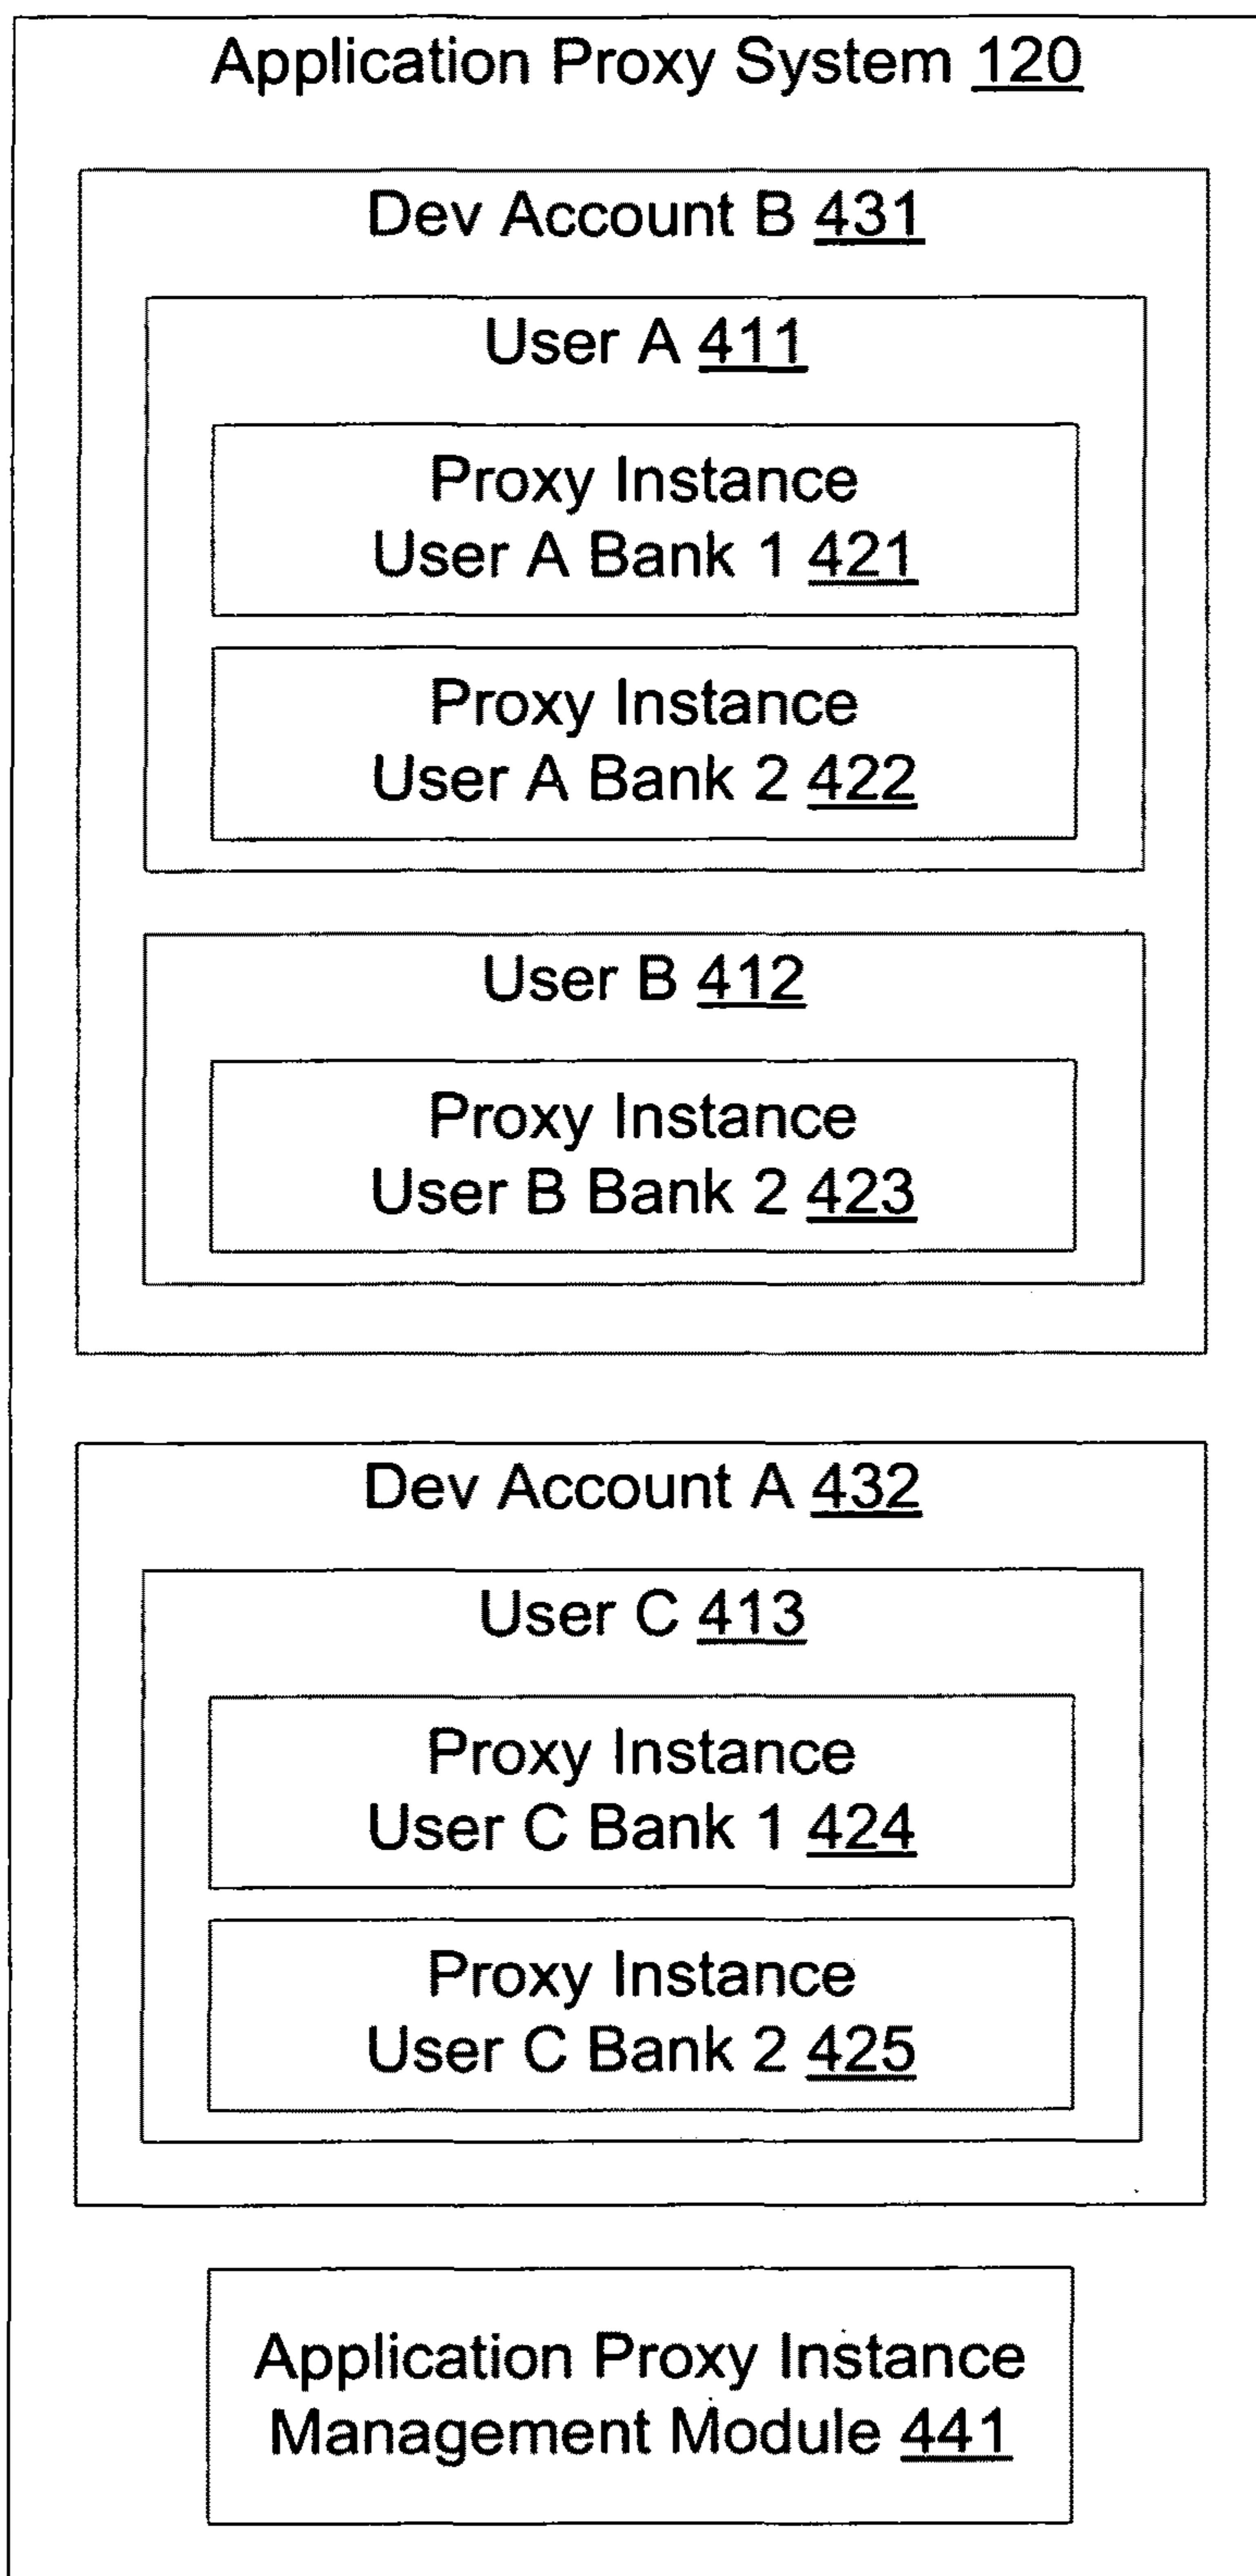 Application Proxy System 120
Dev Account B 431
User A 411
Proxy Instance
User A Bank 1 421
Proxy Instance
User A Bank 2 422
User B 412
Proxy Instance
User B Bank 2 423
Dev Account A 432
User C 413
Proxy Instance
User C Bank 1 424
Proxy Instance
User C Bank 2 425
Application Proxy Instance
Management Module 441